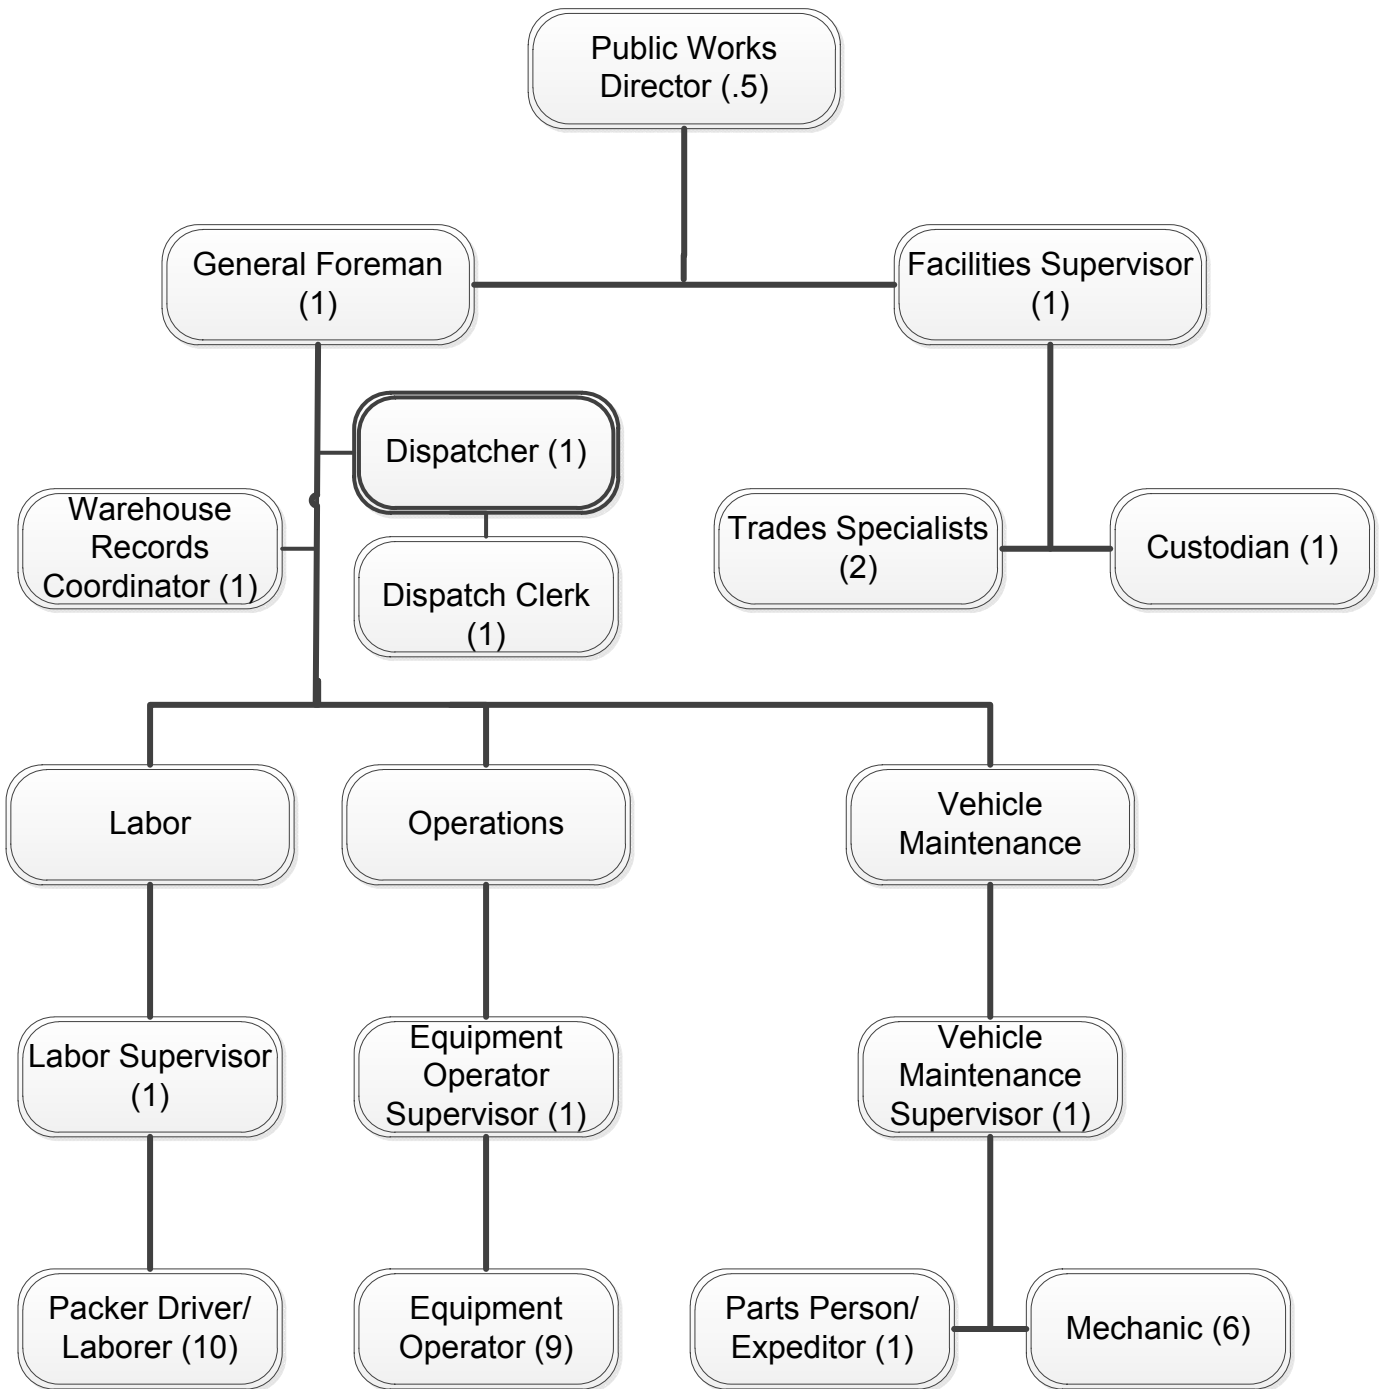 Public Works
Director (.5)
General Foreman
(1)
Facilities Supervisor
(1)
Dispatcher (1)
Warehouse
Records
Coordinator (1)
Dispatch Clerk
(1)
Trades Specialists
(2)
Custodian (1)
Labor
Operations
Vehicle
Maintenance
Labor Supervisor
(1)
Equipment
Operator
Supervisor (1)
Vehicle
Maintenance
Supervisor (1)
Packer Driver/
Laborer (10)
Equipment
Operator (9)
Parts Person/
Expeditor (1)
Mechanic (6)